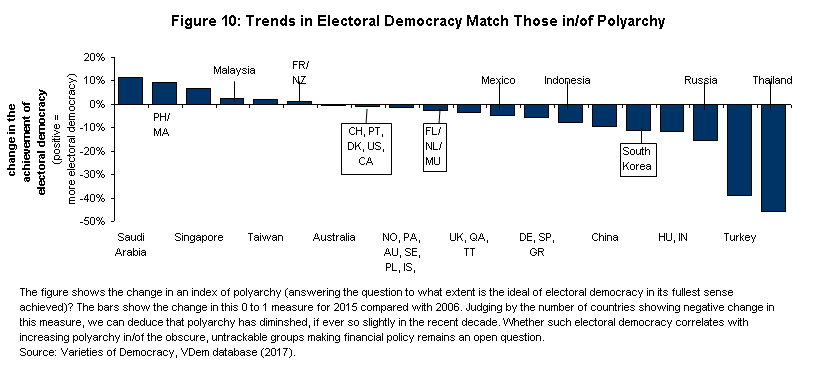 Figure 10: Trends in Electoral Democracy Match Those in/of Polyarchy
change in the
achievement of
electoral democracy
(positive =
more electoral democracy)
20%
10%
0%
-10%
-20%
-30%
-40%
-50%
Malaysia
FR/
NZ
Mexico
Indonesia
Russia
Thailand
PH/
MA
CH, PT,
DK, US,
CA
FL/
NL/
MU
South
Korea
Saudi
Arabia
Singapore
Taiwan
Australia
NO, PA,
AU, SE,
PL, IS,
UK, QA,
TT
DE, SP,
GR
China
HU, IN
Turkey
The figure shows the change in an index of polyarchy (answering the question to what extent is the ideal of electoral democracy in its fullest sense
achieved)? The bars show the change in this 0 to 1 measure for 2015 compared with 2006. Judging by the number of countries showing negative change in
this measure, we can deduce that polyarchy has diminshed, if ever so slightly in the recent decade. Whether such electoral democracy correlates with
increasing polyarchy in/of the obscure, untrackable groups making financial policy remains an open question.
Source: Varieties of Democracy, VDem database (2017).